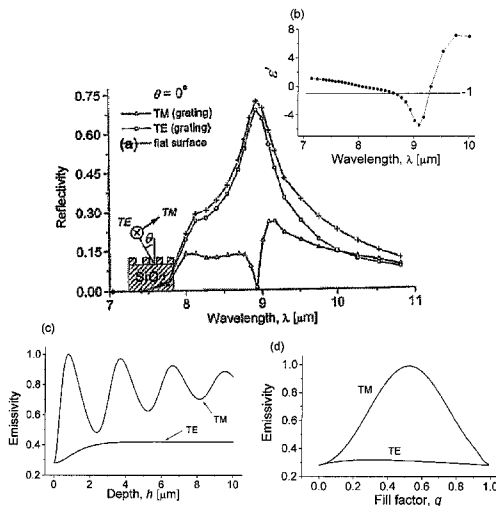 (b)
ε'
-1
-4
0
4
8
7
8
9
10
Wavelength, λ [μm]
θ = 0°
TM (grating)
TE (grating)
(a) flat surface
TE
TM
θ
SiO₂
Reflectivity
0.75
0.60
0.45
0.30
0.15
0.00
7
8
9
10
11
Wavelength, λ [μm]
(c)
Emissivity
1.0
0.8
0.6
0.4
0.2
TM
TE
0
2
4
6
8
10
Depth, h [μm]
(d)
Emissivity
1.0
0.8
0.6
0.4
0.2
TM
TE
0.0
0.2
0.4
0.6
0.8
1.0
Fill factor, q